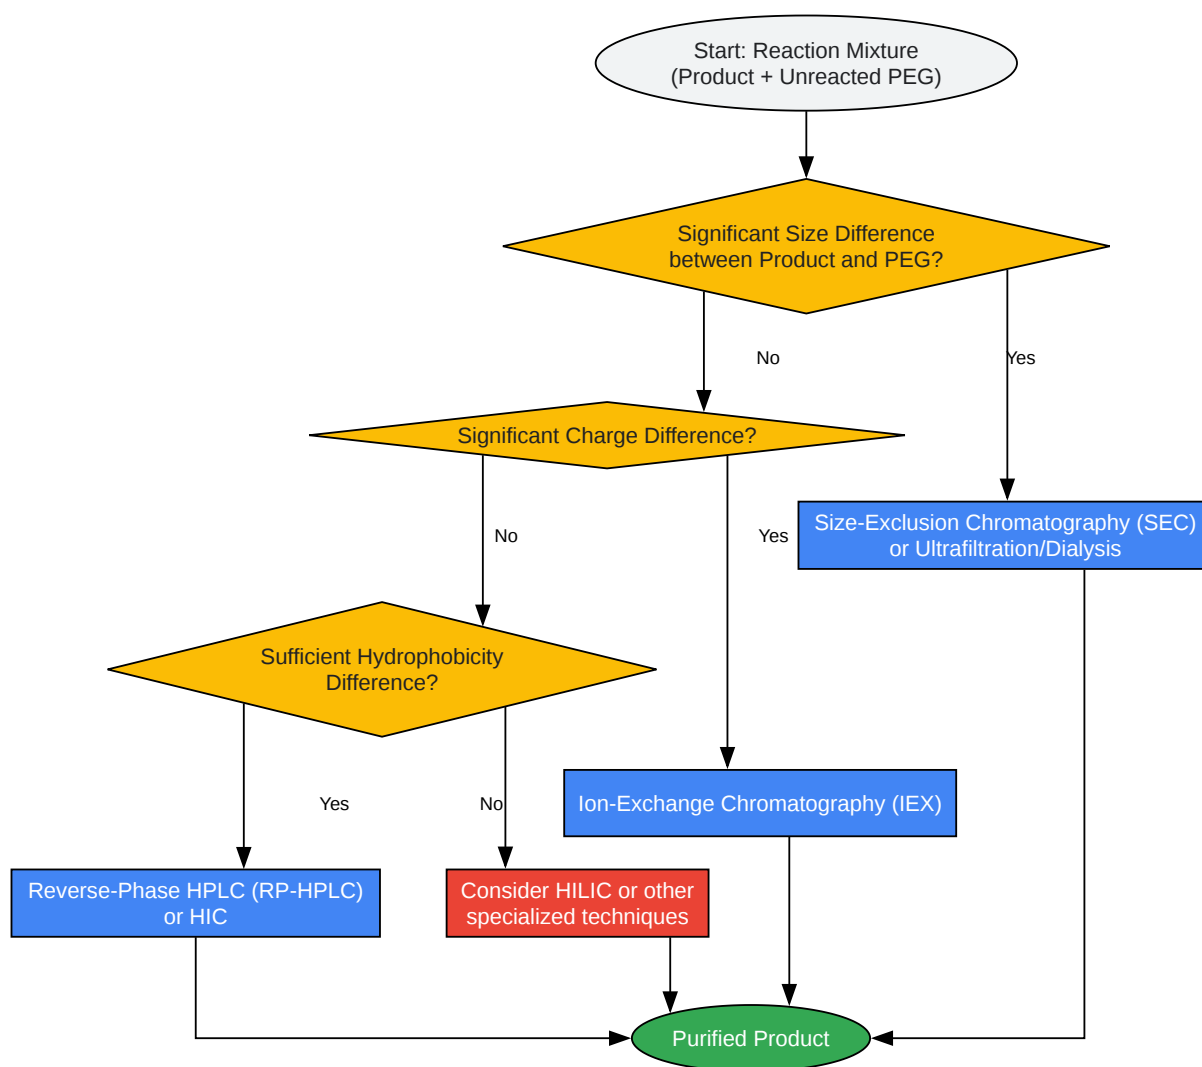 Start: Reaction Mixture
(Product + Unreacted PEG)
Significant Size Difference
between Product and PEG?
No
Yes
Significant Charge Difference?
No
Yes
Size-Exclusion Chromatography (SEC)
or Ultrafiltration/Dialysis
Sufficient Hydrophobicity
Difference?
Yes
No
Ion-Exchange Chromatography (IEX)
Reverse-Phase HPLC (RP-HPLC)
or HIC
Consider HILIC or other
specialized techniques
Purified Product